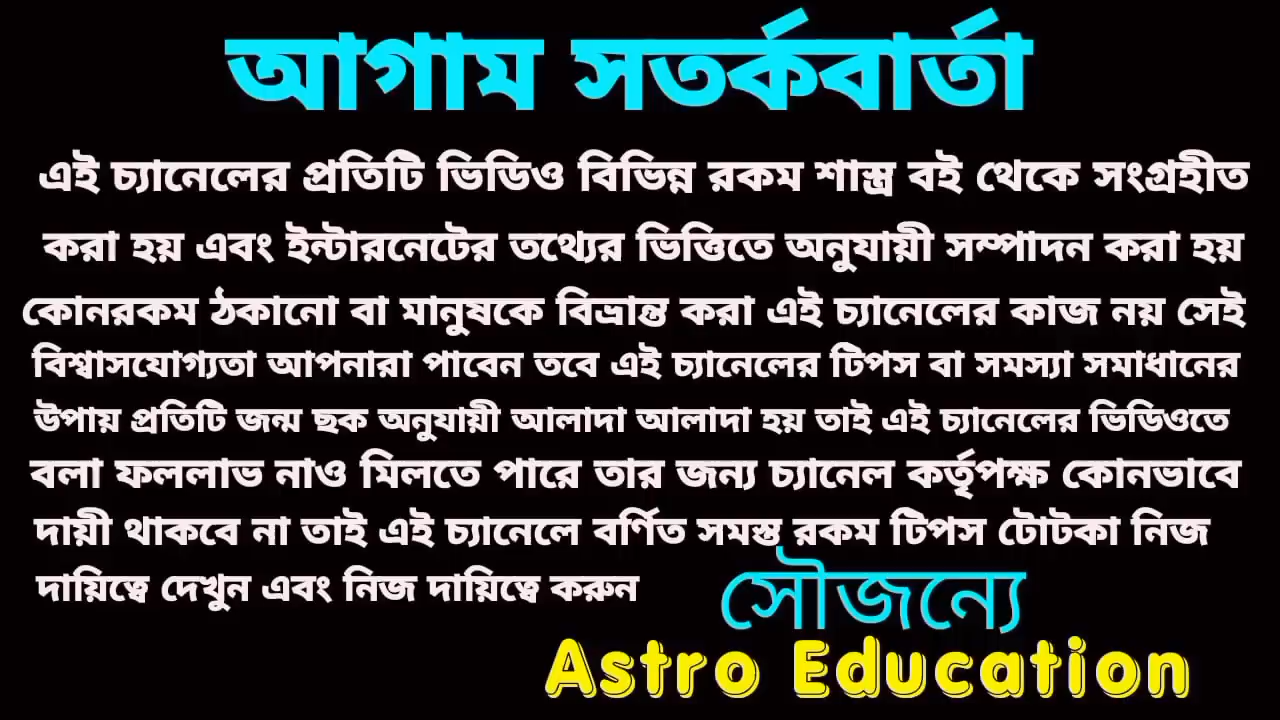 আগাম সতর্কবার্তা
এই চ্যানেলের প্রতিটি ভিডিও বিভিন্ন রকম শাস্ত্র বই থেকে সংগ্রহীত
করা হয় এবং ইন্টারনেটের তথ্যের ভিত্তিতে অনুযায়ী সম্পাদন করা হয়
কোনরকম ঠকানো বা মানুষকে বিভ্রান্ত করা এই চ্যানেলের কাজ নয় সেই
বিশ্বাসযোগ্যতা আপনারা পাবেন তবে এই চ্যানেলের টিপস বা সমস্যা সমাধানের
উপায় প্রতিটি জন্ম ছক অনুযায়ী আলাদা আলাদা হয় তাই এই চ্যানেলের ভিডিওতে
বলা ফললাভ নাও মিলতে পারে তার জন্য চ্যানেল কর্তৃপক্ষ কোনভাবে
দায়ী থাকবে না তাই এই চ্যানেলে বর্ণিত সমস্ত রকম টিপস টোটকা নিজ
দায়িত্বে দেখুন এবং নিজ দায়িত্বে করুন
সৌজন্যে
Astro Education